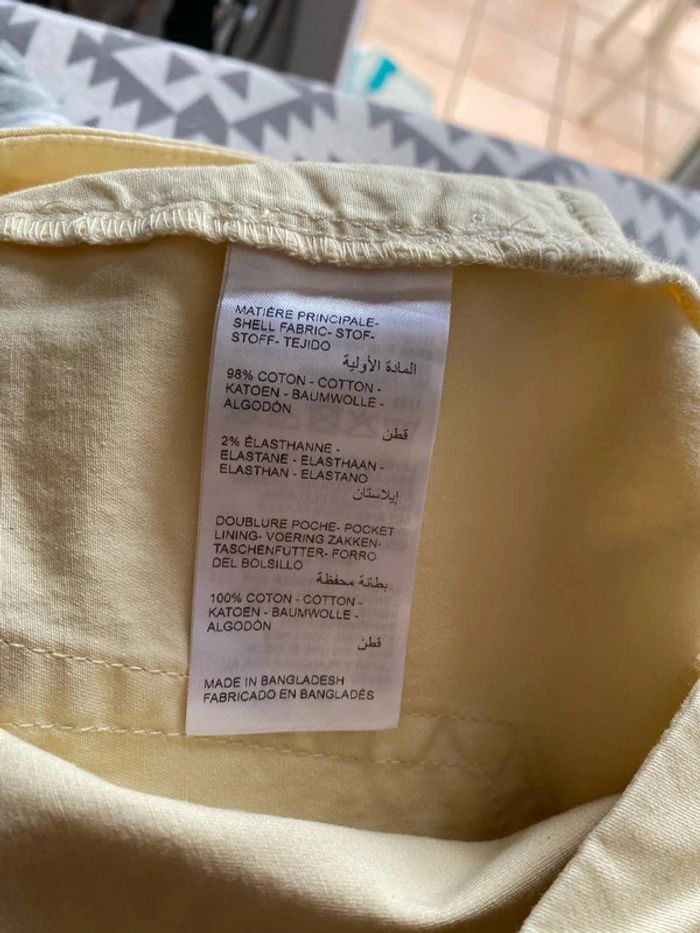 MATIÈRE PRINCIPALE-
SHELL FABRIC- STOF-
STOFF- TEJIDO
المادة الأولية
98% COTON - COTTON -
KATOEN - BAUMWOLLE -
ALGODÓN
قطن
2% ÉLASTHANNE -
ELASTANE - ELASTHAAN -
ELASTHAN - ELASTANO
إيلاستان
DOUBLURE POCHE- POCKET
LINING- VOERING ZAKKEN-
TASCHENFUTTER- FORRO
DEL BOLSILLO
بطانة محفظة
100% COTON - COTTON -
KATOEN - BAUMWOLLE -
ALGODÓN
قطن
MADE IN BANGLADESH
FABRICADO EN BANGLADÉS